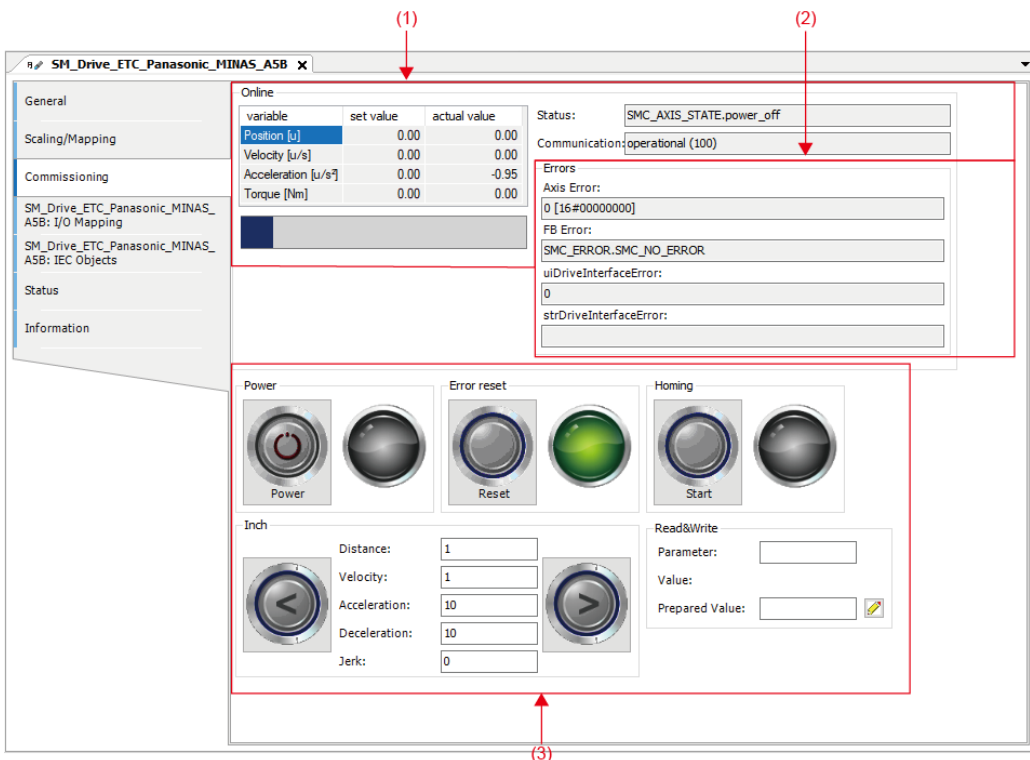 (1)
(2)
SM_Drive_ETC_Panasonic_MINAS_A5B X
General
Scaling/Mapping
Commissioning
SM_Drive_ETC_Panasonic_MINAS_
A5B: I/O Mapping
SM_Drive_ETC_Panasonic_MINAS_
A5B: IEC Objects
Status
Information
Online
variable set value actual value
Position [u] 0.00 0.00
Velocity [u/s] 0.00 0.00
Acceleration [u/s²] 0.00 -0.95
Torque [Nm] 0.00 0.00
Status: SMC_AXIS_STATE.power_off
Communication: operational (100)
Errors
Axis Error:
0 [16#00000000]
FB Error:
SMC_ERROR.SMC_NO_ERROR
uiDriveInterfaceError:
0
strDriveInterfaceError:
Power
Power
Error reset
Reset
Homing
Start
Inch
<
Distance: 1
Velocity: 1
Acceleration: 10
Deceleration: 10
Jerk: 0
>
Read&Write
Parameter:
Value:
Prepared Value:
(3)